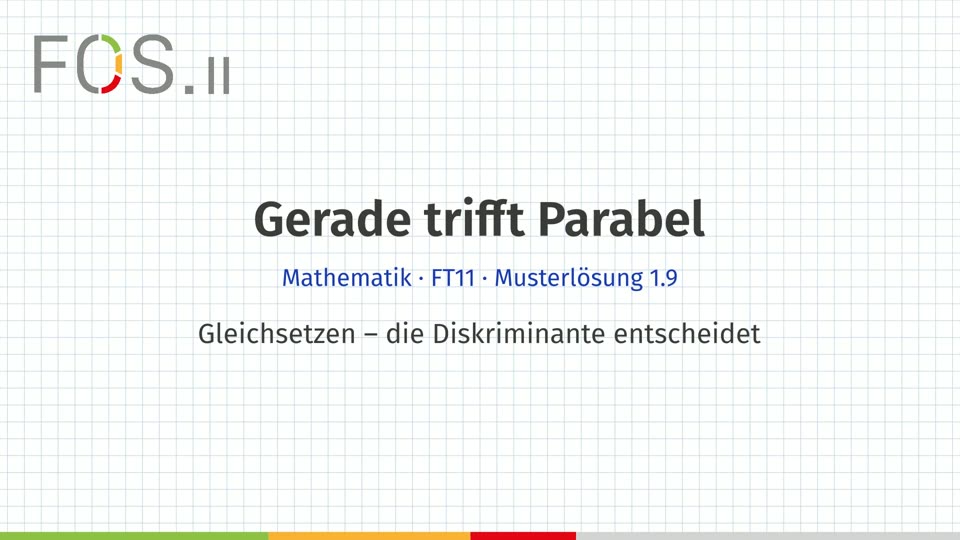 FOS.II
Gerade trifft Parabel
Mathematik · FT11 · Musterlösung 1.9
Gleichsetzen – die Diskriminante entscheidet